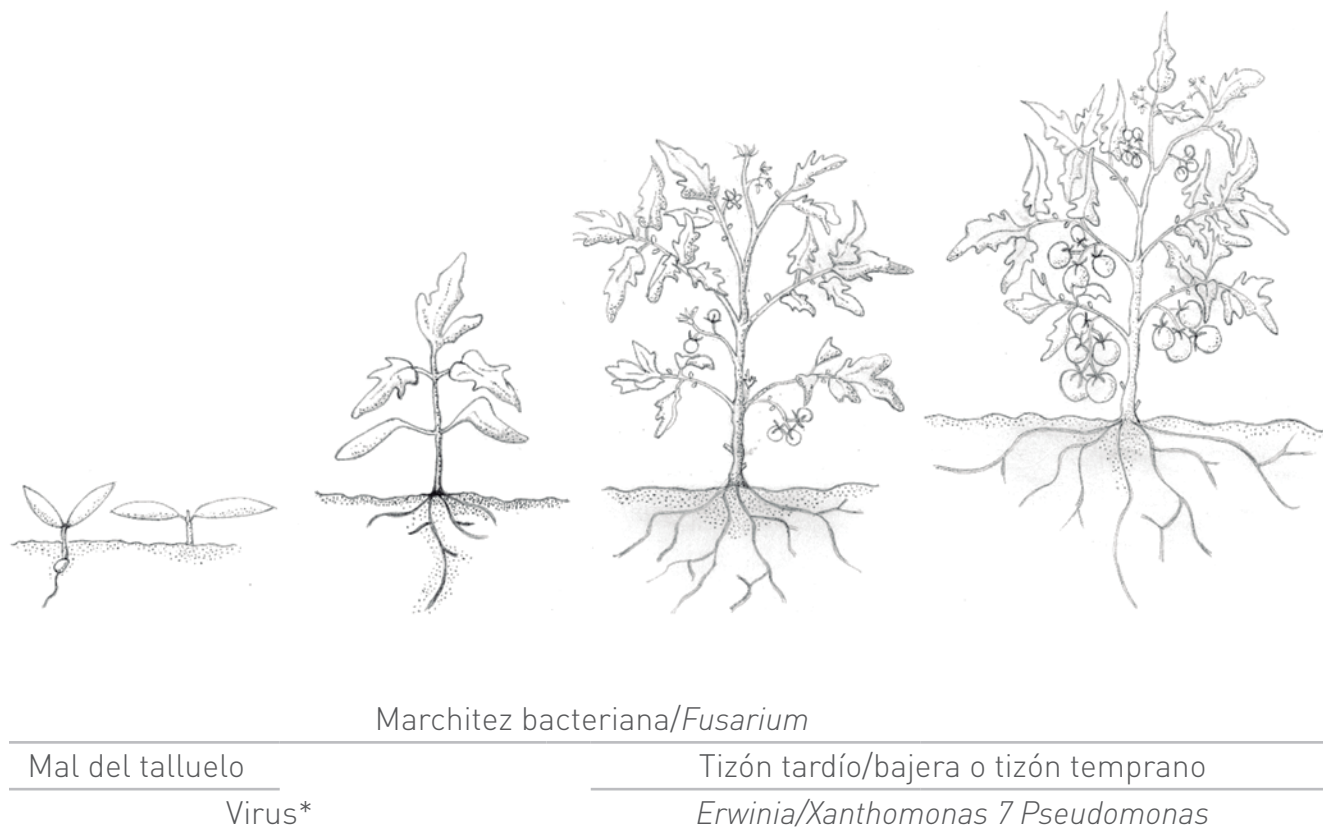 Marchitez bacteriana/Fusarium
Mal del talluelo
Tizón tardío/bajera o tizón temprano
Virus*
Erwinia/Xanthomonas 7 Pseudomonas